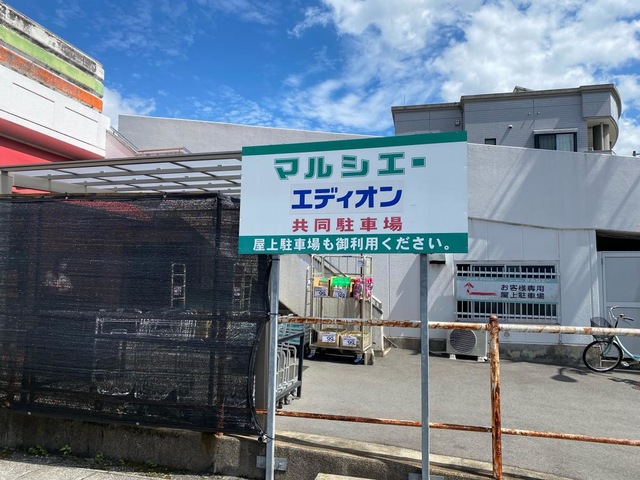 マルシエー
エディオン
共同駐車場
屋上駐車場も御利用ください。
お客様専用
屋上駐車場